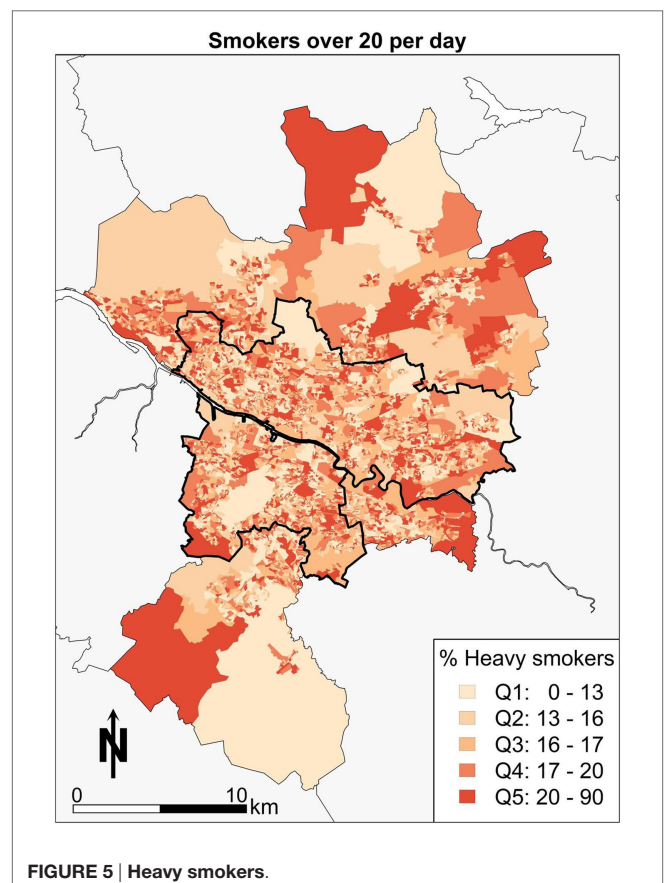 Smokers over 20 per day
% Heavy smokers
Q1: 0 - 13
Q2: 13 - 16
Q3: 16 - 17
Q4: 17 - 20
Q5: 20 - 90
N
0 10
km
FIGURE 5 | Heavy smokers.